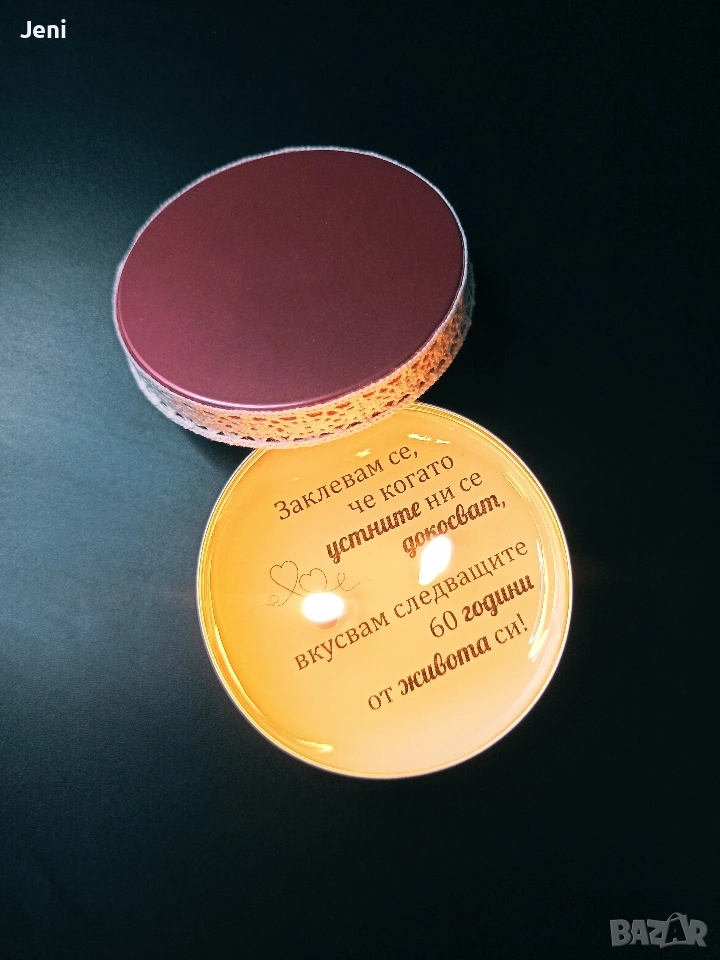 Jeni
Заклевам се,
че когато
устните ни се
докосват,
вкусвам следващите
60 години
от живота си!
BAZAR